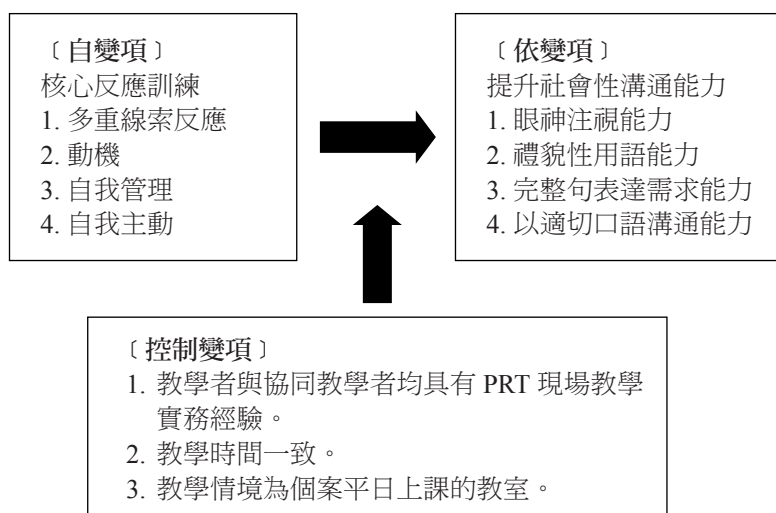 ﹝自變項﹞
核心反應訓練
1. 多重線索反應
2. 動機
3. 自我管理
4. 自我主動
﹝依變項﹞
提升社會性溝通能力
1. 眼神注視能力
2. 禮貌性用語能力
3. 完整句表達需求能力
4. 以適切口語溝通能力
﹝控制變項﹞
1. 教學者與協同教學者均具有 PRT 現場教學
實務經驗。
2. 教學時間一致。
3. 教學情境為個案平日上課的教室。